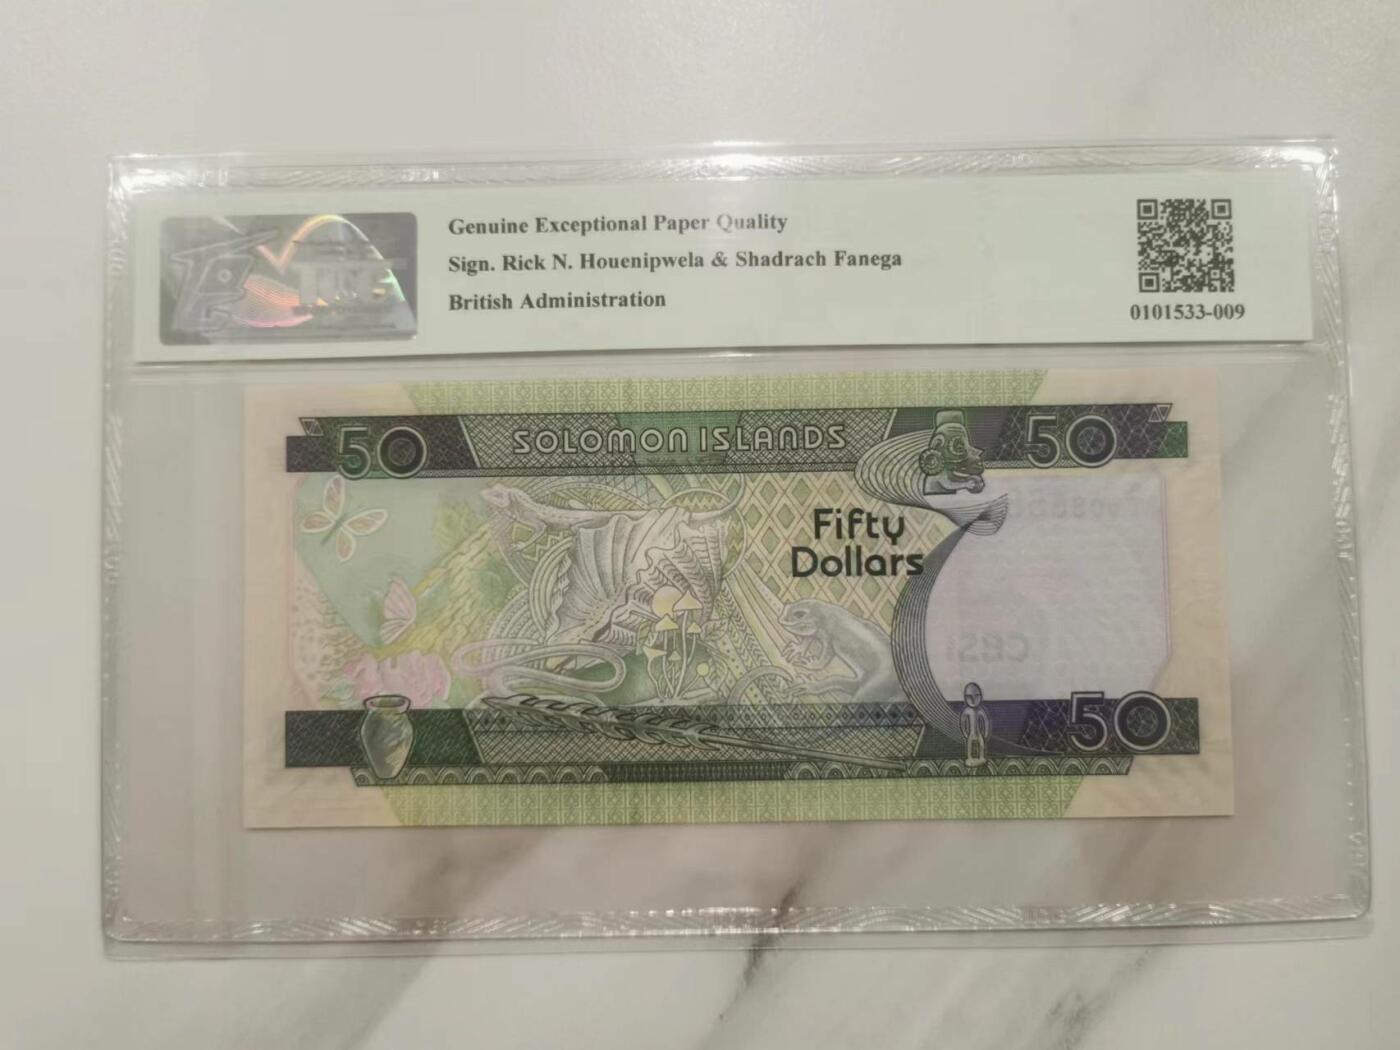 Genuine Exceptional Paper Quality
Sign. Rick N. Houenipwela & Shadrach Fanega
British Administration
0101533-009
50
SOLOMON ISLANDS
50
Fifty
Dollars
CBSI
50